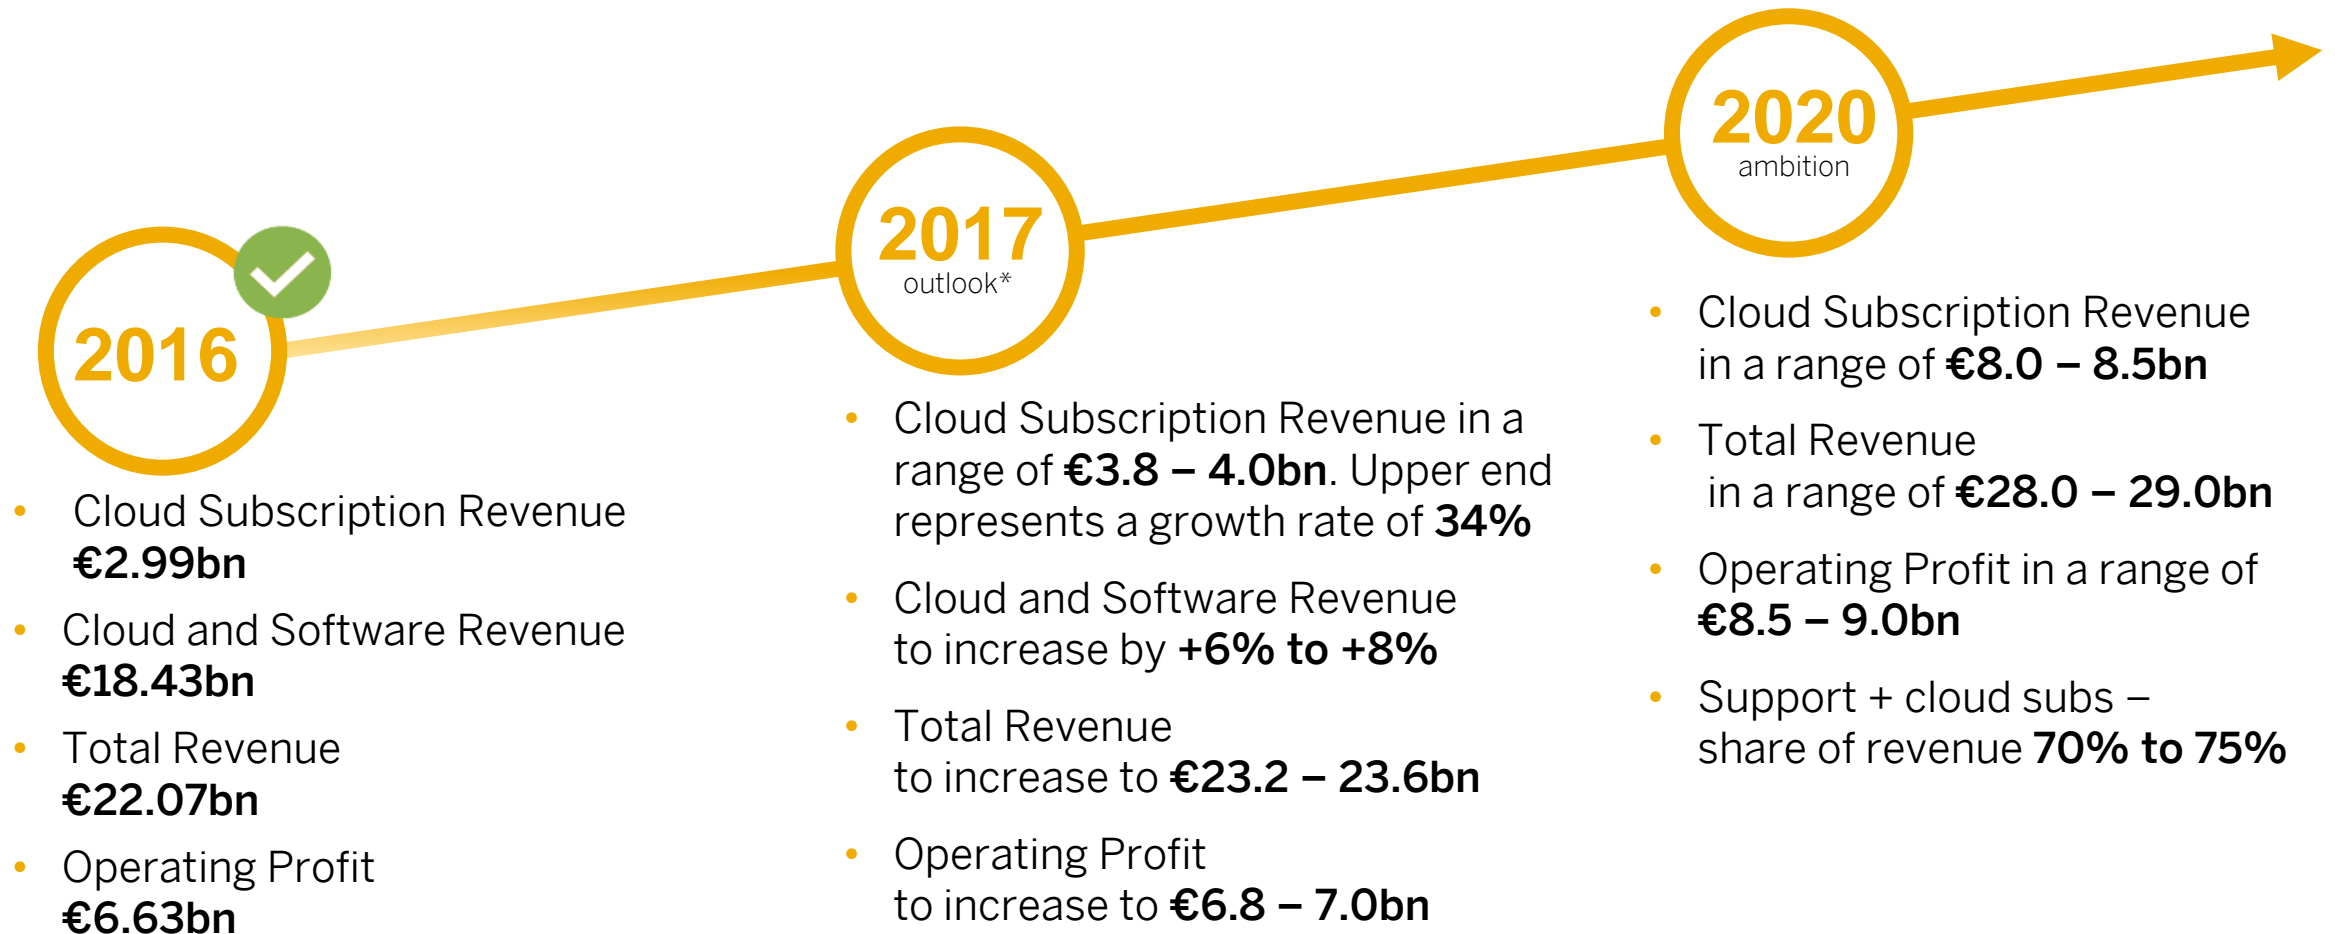 2016
• Cloud Subscription Revenue
€2.99bn
• Cloud and Software Revenue
€18.43bn
• Total Revenue
€22.07bn
• Operating Profit
€6.63bn
2017
outlook*
• Cloud Subscription Revenue in a
range of €3.8 – 4.0bn. Upper end
represents a growth rate of 34%
• Cloud and Software Revenue
to increase by +6% to +8%
• Total Revenue
to increase to €23.2 – 23.6bn
• Operating Profit
to increase to €6.8 – 7.0bn
2020
ambition
• Cloud Subscription Revenue
in a range of €8.0 – 8.5bn
• Total Revenue
in a range of €28.0 – 29.0bn
• Operating Profit in a range of
€8.5 – 9.0bn
• Support + cloud subs –
share of revenue 70% to 75%